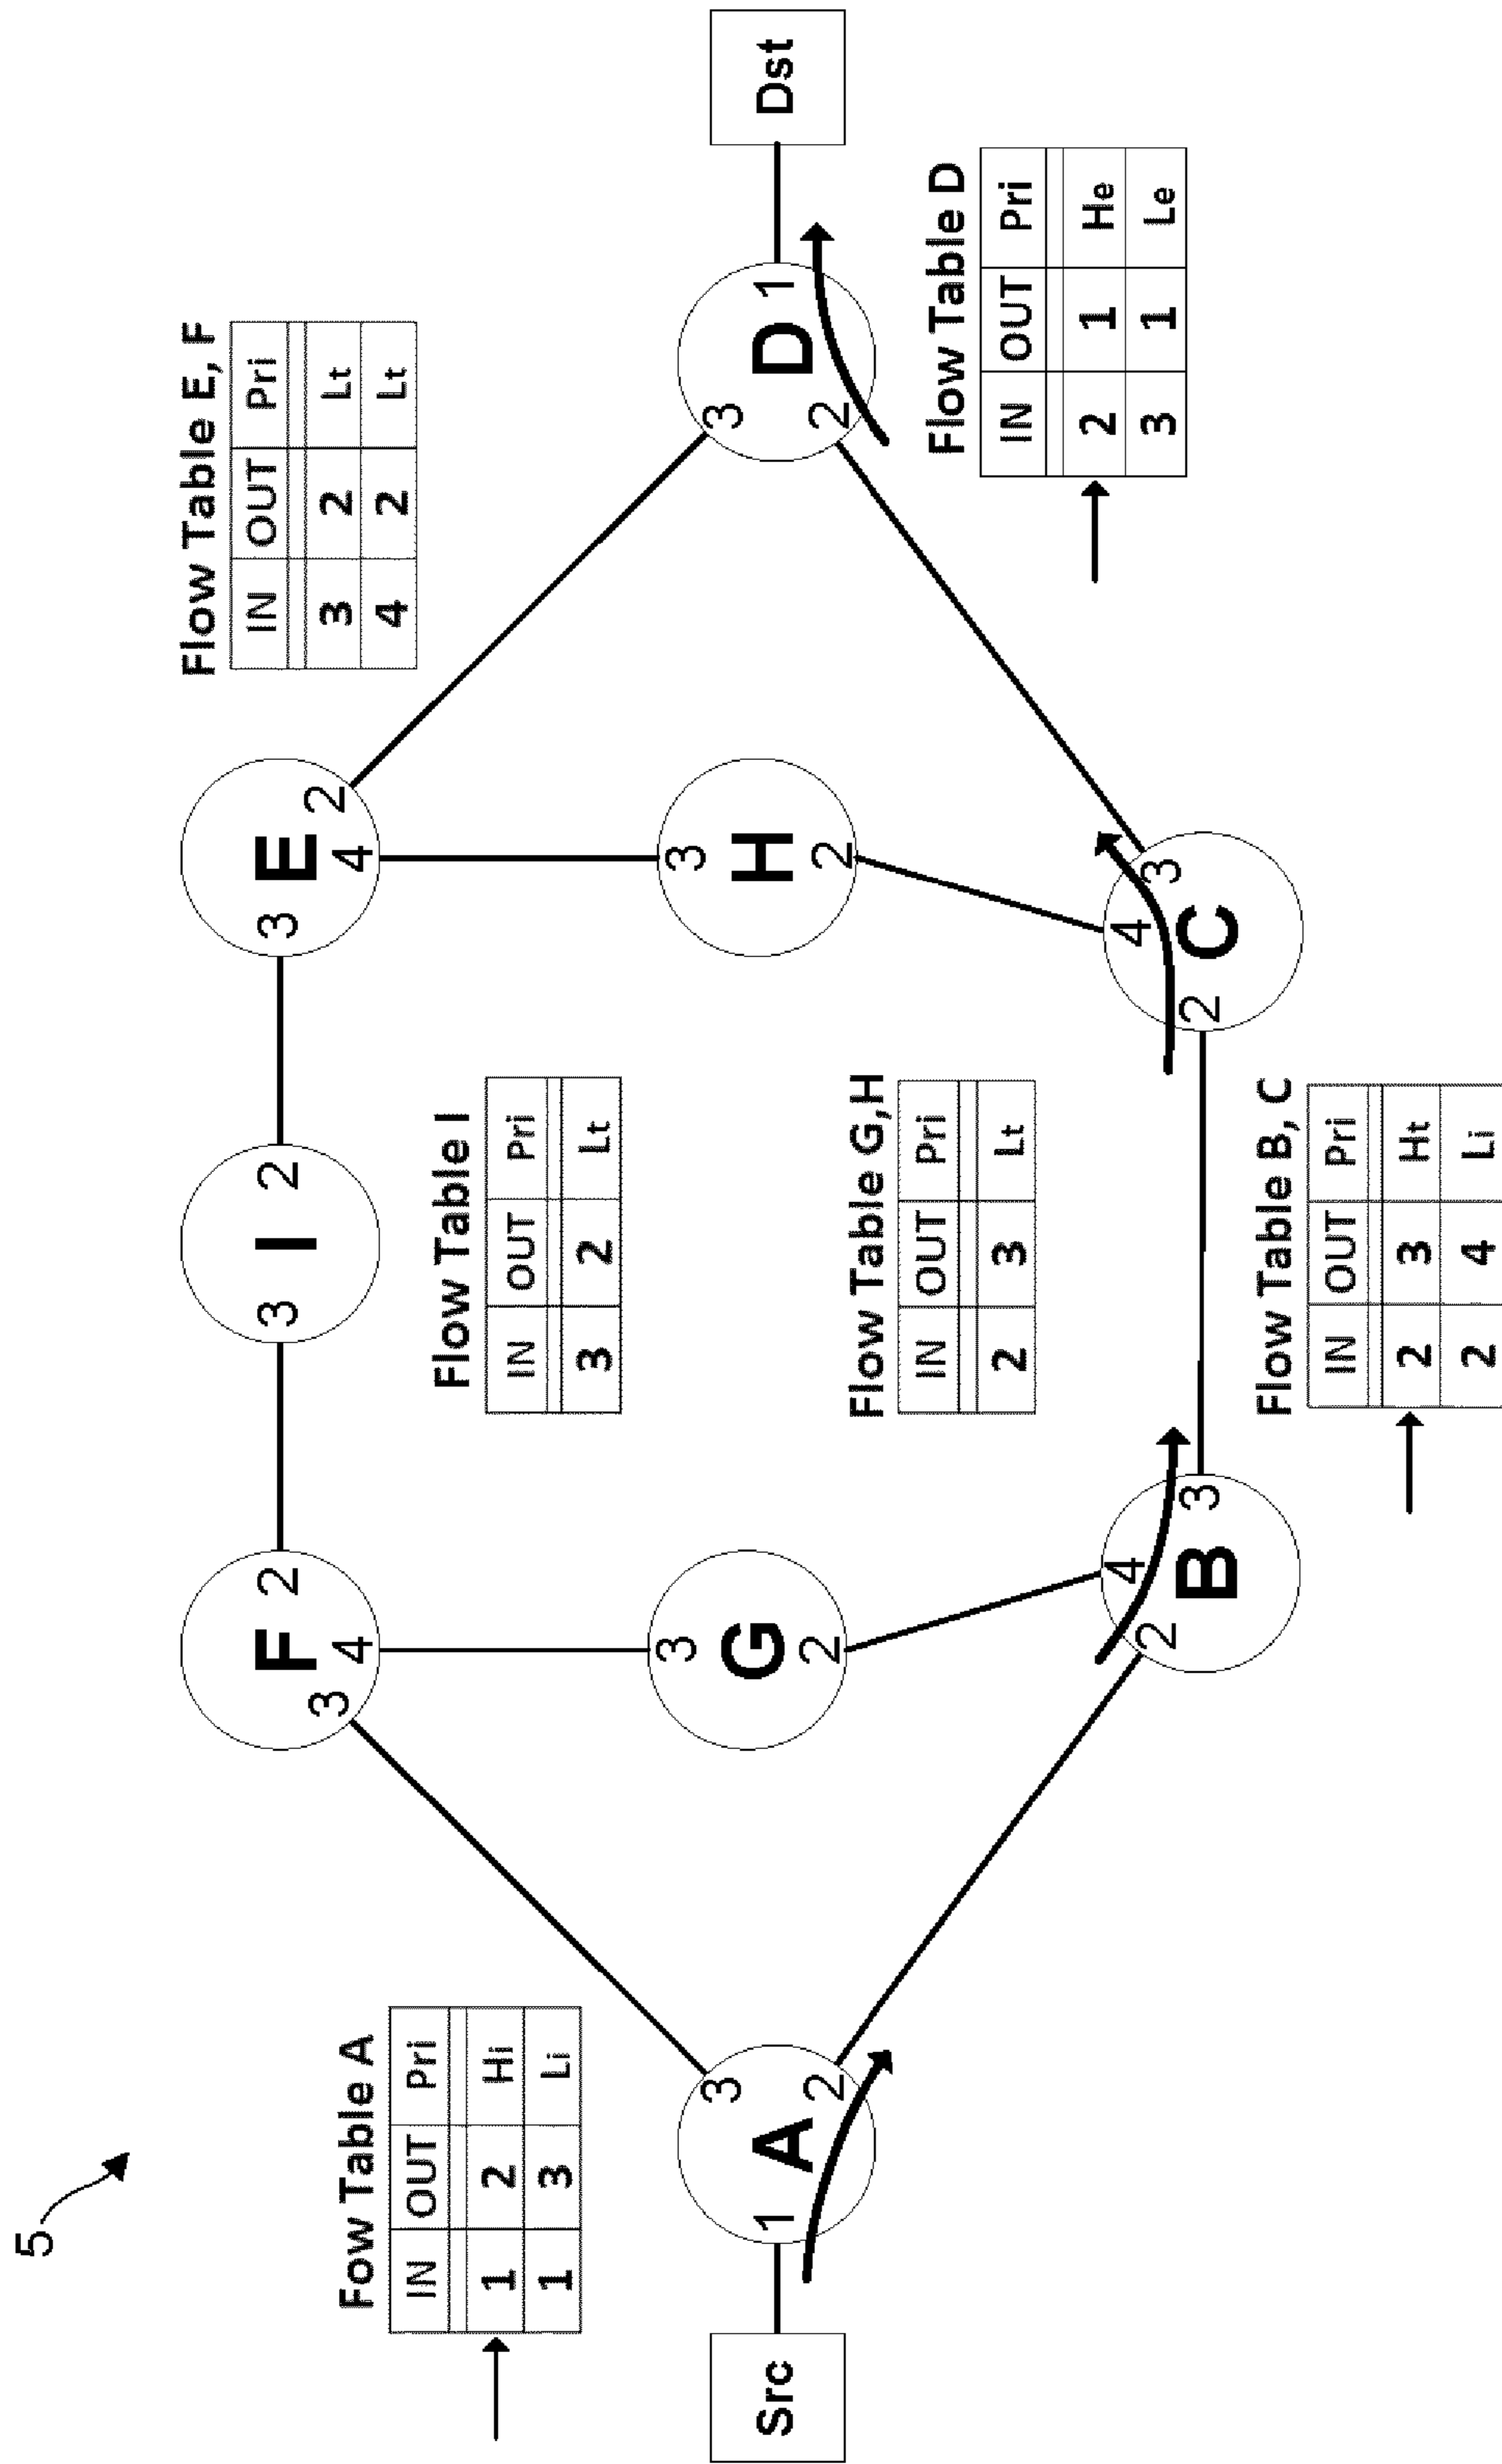 5
Fow Table A
IN OUT Pri
1 2 Hi
1 3 Li
Flow Table E, F
IN OUT Pri
3 2 Lt
4 2 Lt
F
2
3
4
I
3
2
E
3
4
2
Flow Table I
IN OUT Pri
3 2 Lt
Src
A
1
3
2
G
3
2
H
3
2
D
3
2
1
Dst
Flow Table G,H
IN OUT Pri
2 3 Lt
Flow Table D
IN OUT Pri
2 1 He
3 1 Le
B
4
2
3
C
4
2
3
Flow Table B, C
IN OUT Pri
2 3 Ht
2 4 Li